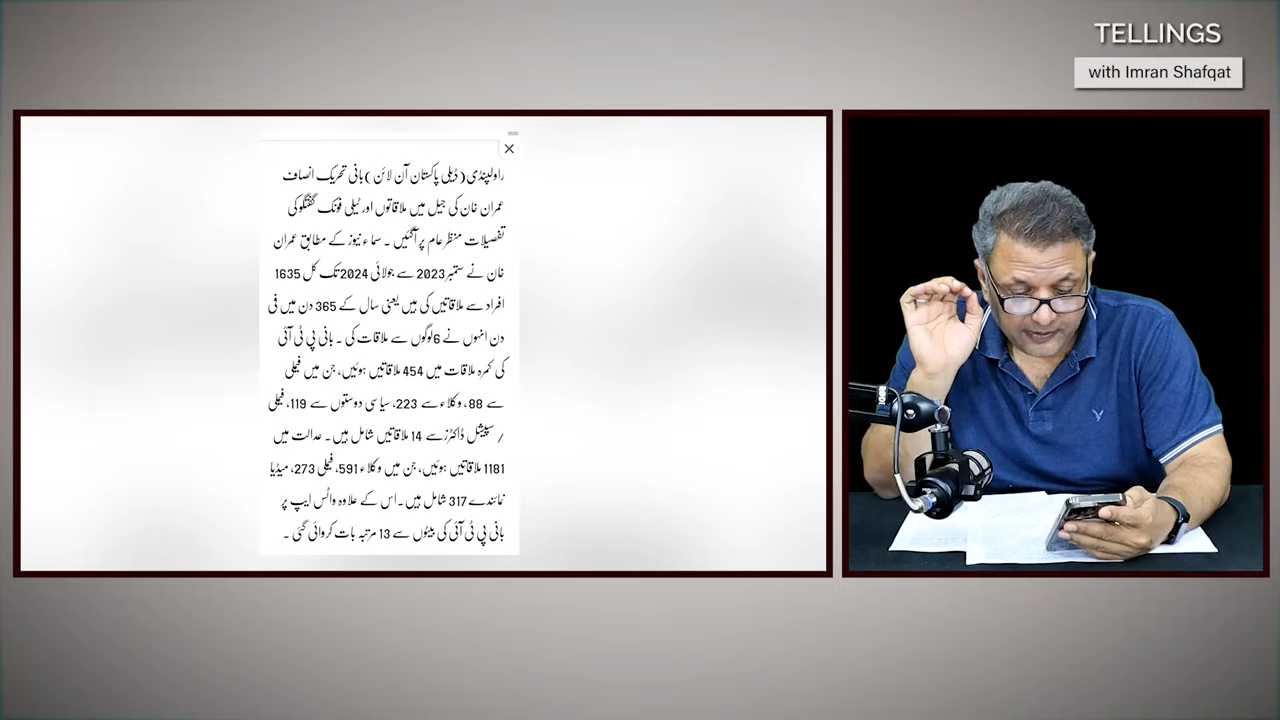 TELLINGS
with Imran Shafqat
راولپنڈی(ڈیلی پاکستان آن لائن)بانی تحریک انصاف
عمران خان کی جیل میں ملاقاتوں اور ٹیلی فونک گفتگو کی
تفصیلات منظر عام پر آگئیں ۔ سما ء نیوز کے مطابق عمران
خان نے ستمبر 2023 سے جولائی 2024 تک کل 1635
افراد سے ملاقاتیں کی ہیں یعنی سال کے 365 دن میں فی
دن انہوں نے 6لوگوں سے ملاقات کی ۔ بانی پی ٹی آئی
کی کمرہ ملاقات میں 454 ملاقاتیں ہوئیں، جن میں فیملی
سے 88، وکلاء سے 223، سیاسی دوستوں سے 119، فیملی
/ سپیشل ڈاکٹرز سے 14 ملاقاتیں شامل ہیں۔ عدالت میں
1181 ملاقاتیں ہوئیں، جن میں وکلاء 591، فیملی 273، میڈیا
نمائندے 317 شامل ہیں۔اس کے علاوہ واٹس ایپ پر
بانی پی ٹی آئی کی بیٹوں سے 13 مرتبہ بات کروائی گئی ۔